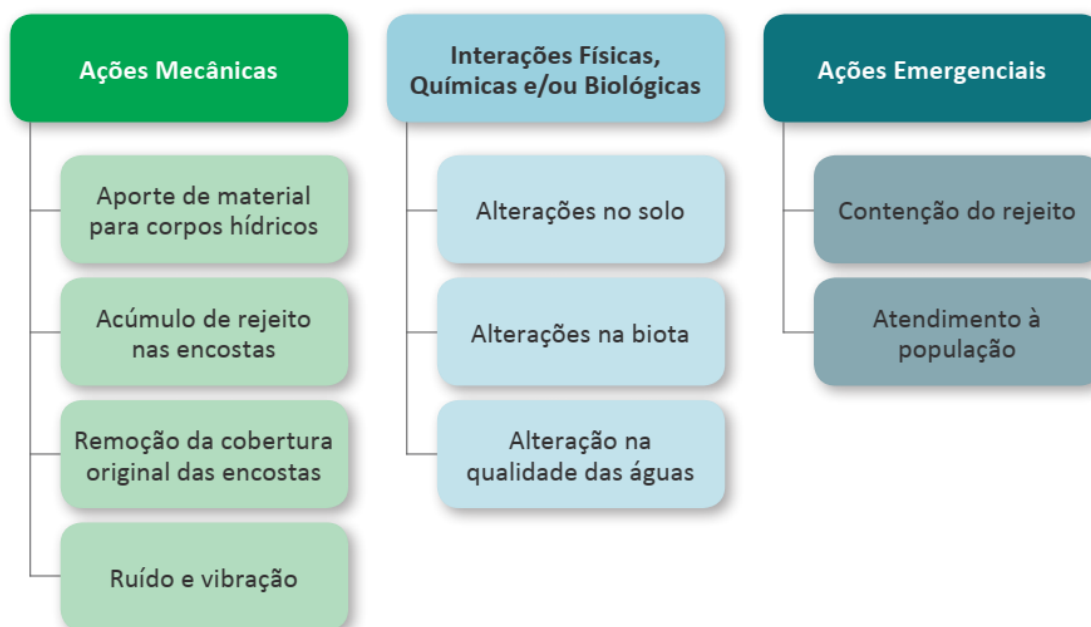 Ações Mecânicas
Aporte de material
para corpos hídricos
Acúmulo de rejeito
nas encostas
Remoção da cobertura
original das encostas
Ruído e vibração
Interações Físicas,
Químicas e/ou Biológicas
Alterações no solo
Alterações na biota
Alteração na
qualidade das águas
Ações Emergenciais
Contenção do rejeito
Atendimento à
população